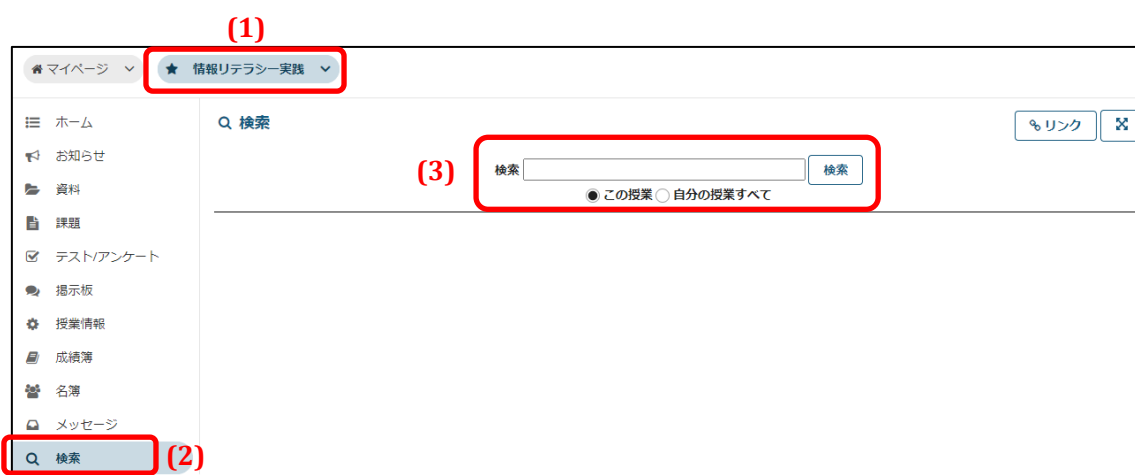 (1)
マイページ 情報リテラシー実践
ホーム
お知らせ
資料
課題
テスト/アンケート
掲示板
授業情報
成績簿
名簿
メッセージ
検索
(2)
検索
リンク
(3)
検索 検索
この授業 自分の授業すべて